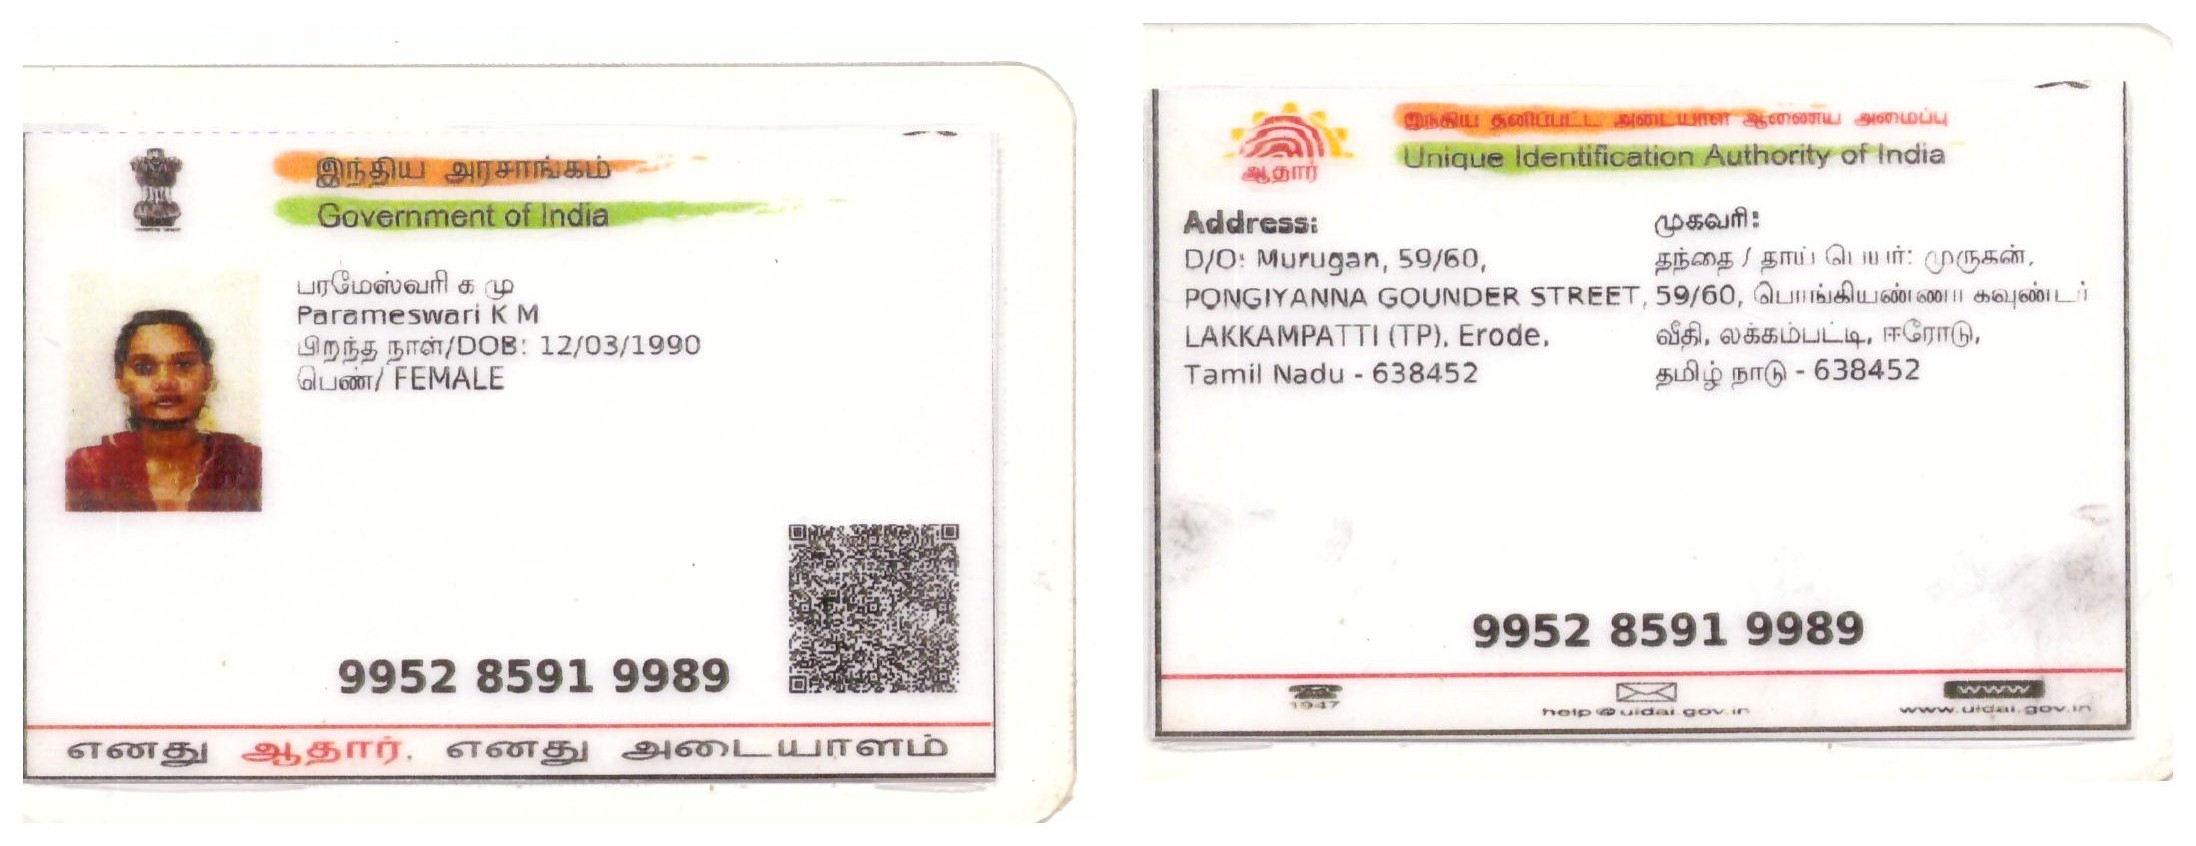 இந்திய அரசாங்கம்
Government of India
பரமேஸ்வரி க மு
Parameswari K M
பிறந்த நாள்/DOB: 12/03/1990
பெண்/ FEMALE
9952 8591 9989
எனது ஆதார், எனது அடையாளம்
இந்திய தனிப்பட்ட அடையாள ஆணைய அமைப்பு
Unique Identification Authority of India
ஆதார்
Address:
D/O: Murugan, 59/60,
PONGIYANNA GOUNDER STREET,
LAKKAMPATTI (TP), Erode,
Tamil Nadu - 638452
முகவரி:
தந்தை / தாய் பெயர்: முருகன்,
59/60, பொங்கியண்ணா கவுண்டர்
வீதி, லக்கம்பட்டி, ஈரோடு,
தமிழ் நாடு - 638452
9952 8591 9989
1947
help@uidai.gov.in
www
www.uidai.gov.in